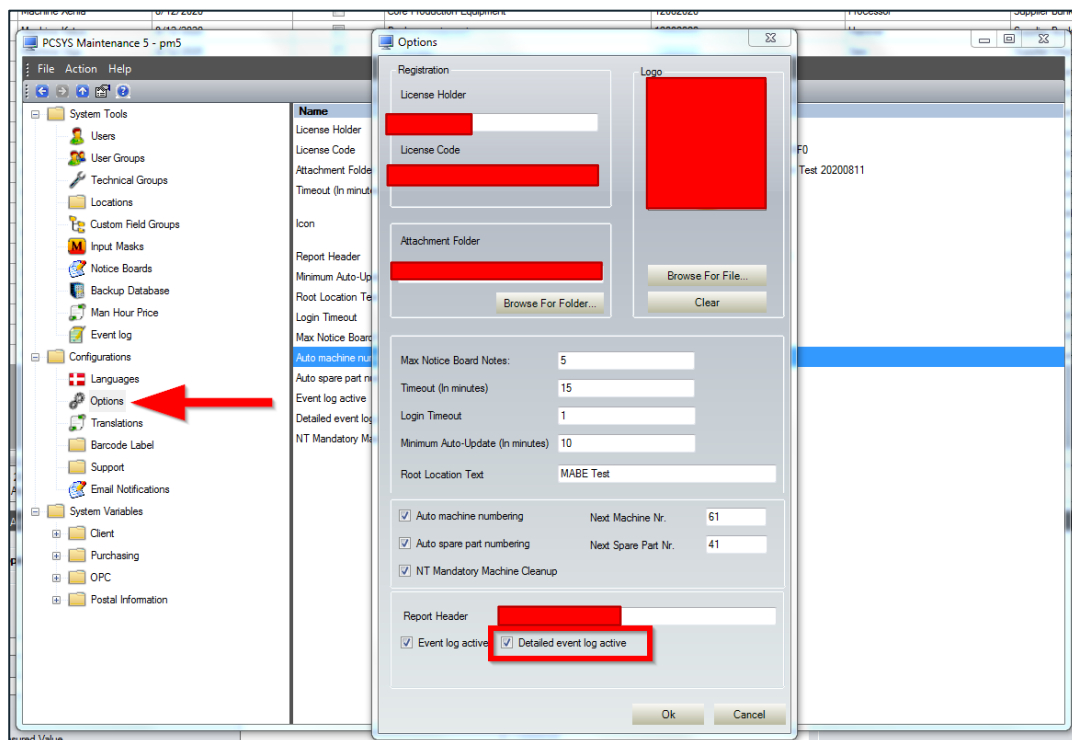 8/12/2020 Core Production Equipment 12082020 Processor
PCSYS Maintenance 5 - pm5
File Action Help
System Tools
Users
User Groups
Technical Groups
Locations
Custom Field Groups
Input Masks
Notice Boards
Backup Database
Man Hour Price
Event log
Configurations
Languages
Options
Translations
Barcode Label
Support
Email Notifications
System Variables
Client
Purchasing
OPC
Postal Information
Name
License Holder
License Code
F0
Attachment Folde
Test 20200811
Timeout (In minut
Icon
Report Header
Minimum Auto-Up
Root Location Te
Login Timeout
Max Notice Board
Auto machine nur
Auto spare part n
Event log active
Detailed event log
NT Mandatory Ma
Options
Registration
License Holder
License Code
Logo
Attachment Folder
Browse For Folder...
Browse For File...
Clear
Max Notice Board Notes: 5
Timeout (In minutes) 15
Login Timeout 1
Minimum Auto-Update (In minutes) 10
Root Location Text MABE Test
Auto machine numbering Next Machine Nr. 61
Auto spare part numbering Next Spare Part Nr. 41
NT Mandatory Machine Cleanup
Report Header
Event log active Detailed event log active
Ok Cancel